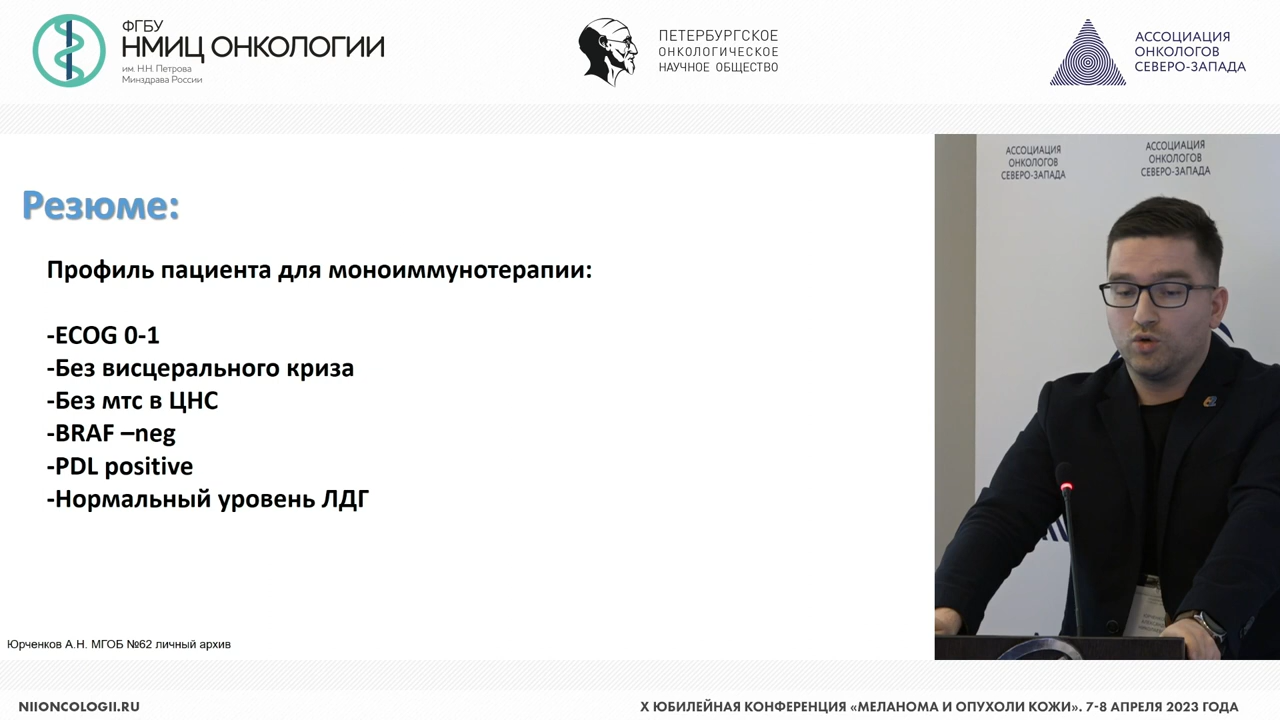 ФГБУ
НМИЦ ОНКОЛОГИИ
им. Н.Н. Петрова
Минздрава России
ПЕТЕРБУРГСКОЕ
ОНКОЛОГИЧЕСКОЕ
НАУЧНОЕ ОБЩЕСТВО
АССОЦИАЦИЯ
ОНКОЛОГОВ
СЕВЕРО-ЗАПАДА
Резюме:
Профиль пациента для моноиммунотерапии:
-ECOG 0-1
-Без висцерального криза
-Без мтс в ЦНС
-BRAF –neg
-PDL positive
-Нормальный уровень ЛДГ
Юрченков А.Н. МГОБ №62 личный архив
АССОЦИАЦИЯ
ОНКОЛОГОВ
СЕВЕРО-ЗАПАДА
АССОЦИАЦИЯ
ОНКОЛОГОВ
СЕВЕРО-ЗАПАДА
NIIONCOLOGII.RU
X ЮБИЛЕЙНАЯ КОНФЕРЕНЦИЯ «МЕЛАНОМА И ОПУХОЛИ КОЖИ». 7-8 АПРЕЛЯ 2023 ГОДА